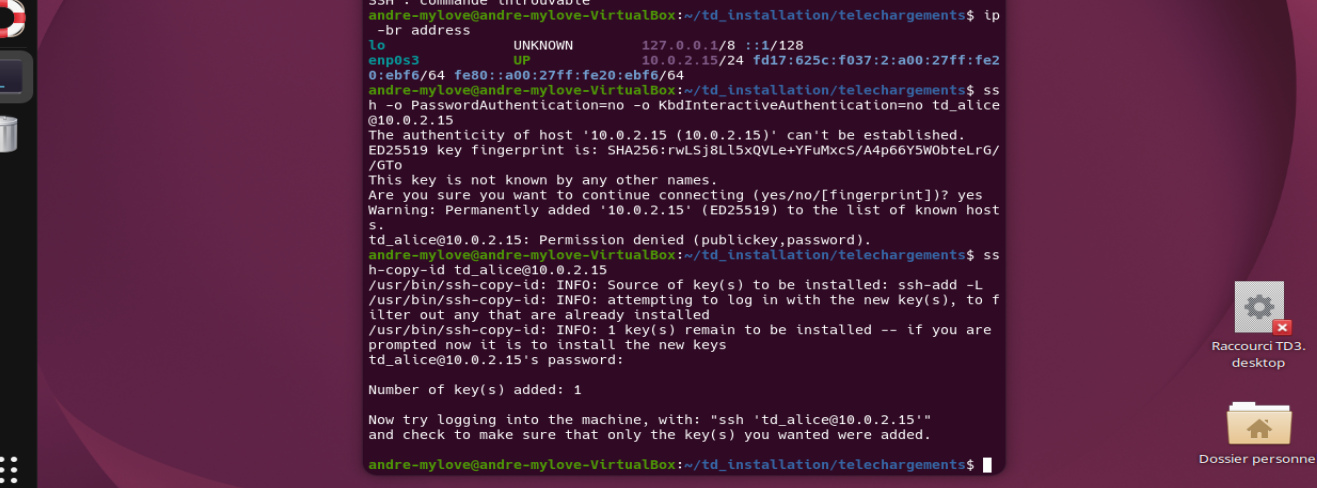 SSH : commande introuvable
andre-mylove@andre-mylove-VirtualBox:~/td_installation/telechargements$ ip
 -br address
lo               UNKNOWN        127.0.0.1/8 ::1/128
enp0s3           UP             10.0.2.15/24 fd17:625c:f037:2:a00:27ff:fe2
0:ebf6/64 fe80::a00:27ff:fe20:ebf6/64
andre-mylove@andre-mylove-VirtualBox:~/td_installation/telechargements$ ss
h -o PasswordAuthentication=no -o KbdInteractiveAuthentication=no td_alice
@10.0.2.15
The authenticity of host '10.0.2.15 (10.0.2.15)' can't be established.
ED25519 key fingerprint is: SHA256:rwLSj8Ll5xQVLe+YFuMxcS/A4p66Y5WObteLrG/
/GTo
This key is not known by any other names.
Are you sure you want to continue connecting (yes/no/[fingerprint])? yes
Warning: Permanently added '10.0.2.15' (ED25519) to the list of known host
s.
td_alice@10.0.2.15: Permission denied (publickey,password).
andre-mylove@andre-mylove-VirtualBox:~/td_installation/telechargements$ ss
h-copy-id td_alice@10.0.2.15
/usr/bin/ssh-copy-id: INFO: Source of key(s) to be installed: ssh-add -L
/usr/bin/ssh-copy-id: INFO: attempting to log in with the new key(s), to f
ilter out any that are already installed
/usr/bin/ssh-copy-id: INFO: 1 key(s) remain to be installed -- if you are
prompted now it is to install the new keys
td_alice@10.0.2.15's password:
Number of key(s) added: 1
Now try logging into the machine, with: "ssh 'td_alice@10.0.2.15'"
and check to make sure that only the key(s) you wanted were added.
andre-mylove@andre-mylove-VirtualBox:~/td_installation/telechargements$
Raccourci TD3.
desktop
Dossier personne